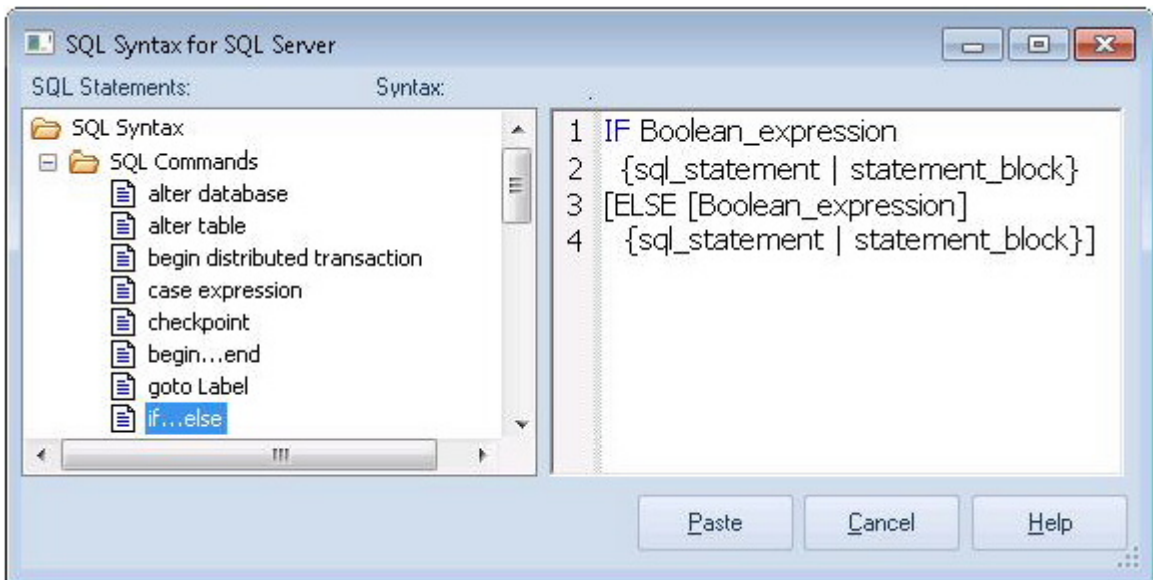 SQL Syntax for SQL Server
SQL Statements: Syntax:
SQL Syntax
SQL Commands
alter database
alter table
begin distributed transaction
case expression
checkpoint
begin...end
goto Label
if...else
1 IF Boolean_expression
2 {sql_statement | statement_block}
3 [ELSE [Boolean_expression]
4 {sql_statement | statement_block}]
Paste Cancel Help